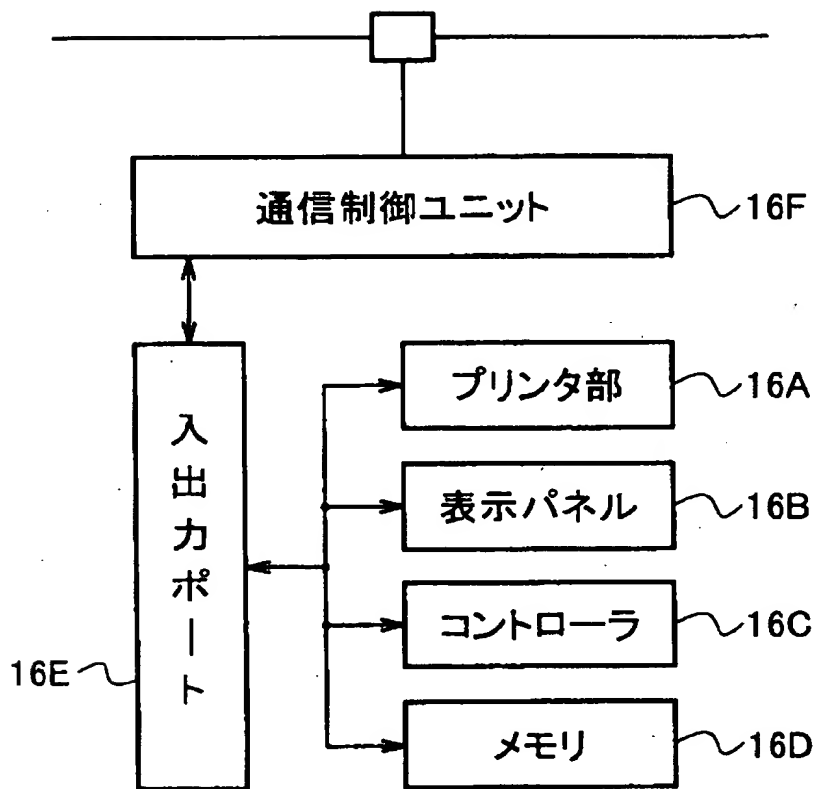 通信制御ユニット
16F
入出力ポート
16E
プリンタ部
16A
表示パネル
16B
コントローラ
16C
メモリ
16D